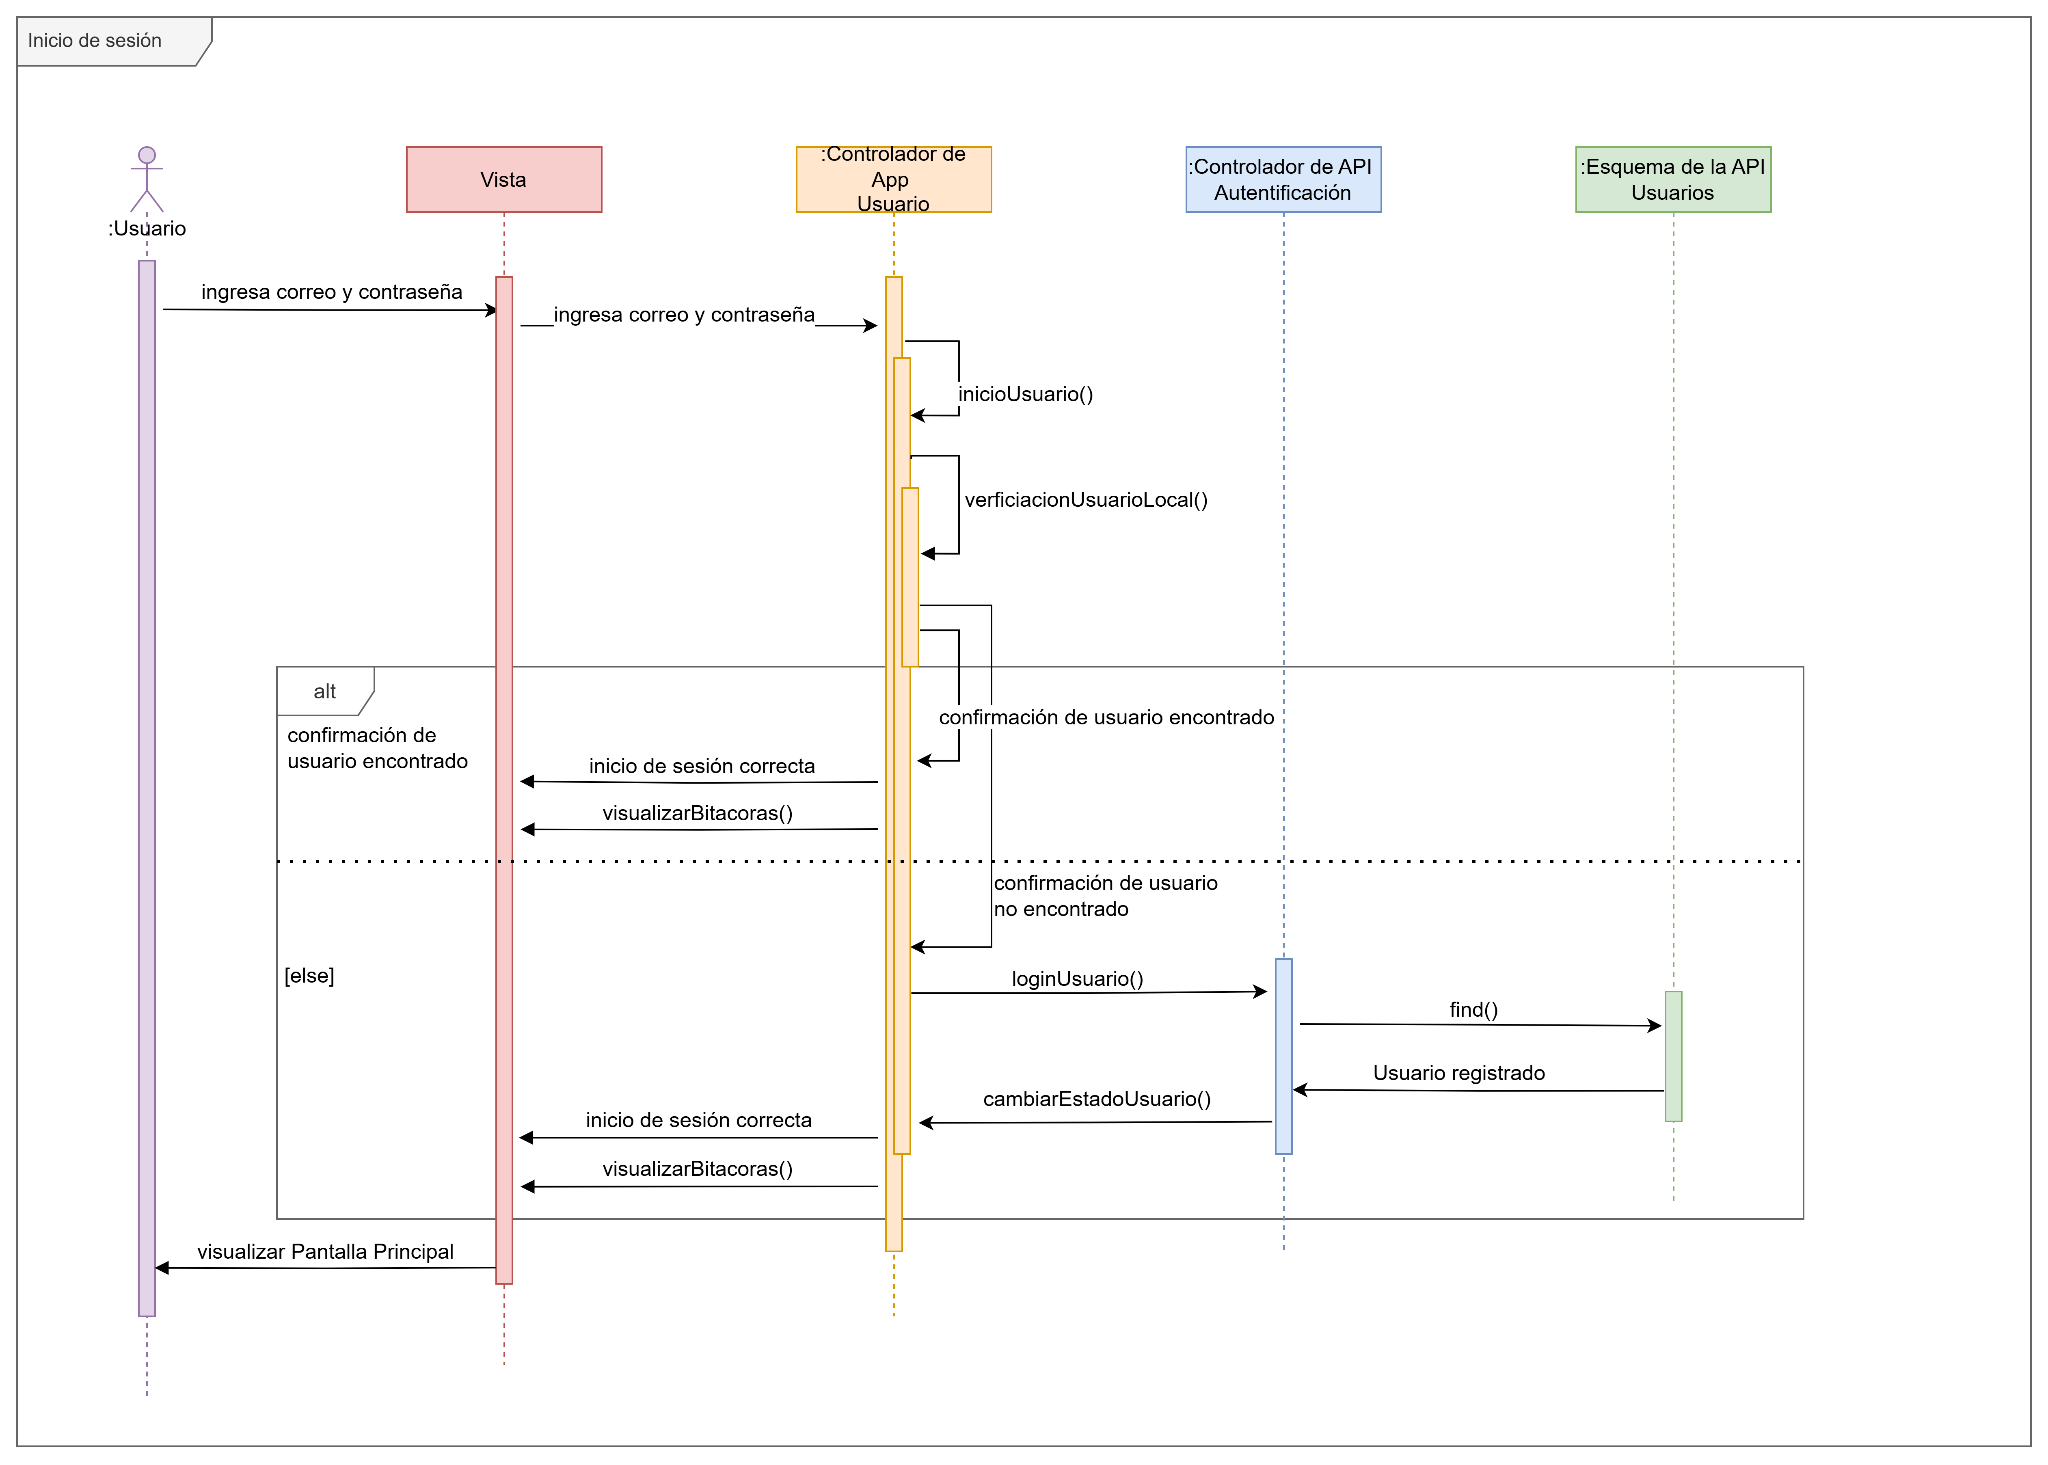 Inicio de sesión
:Usuario
Vista
:Controlador de
App
Usuario
:Controlador de API
Autentificación
:Esquema de la API
Usuarios
ingresa correo y contraseña
ingresa correo y contraseña
inicioUsuario()
verficiacionUsuarioLocal()
alt
confirmación de
usuario encontrado
confirmación de usuario encontrado
inicio de sesión correcta
visualizarBitacoras()
confirmación de usuario
no encontrado
[else]
loginUsuario()
find()
Usuario registrado
cambiarEstadoUsuario()
inicio de sesión correcta
visualizarBitacoras()
visualizar Pantalla Principal